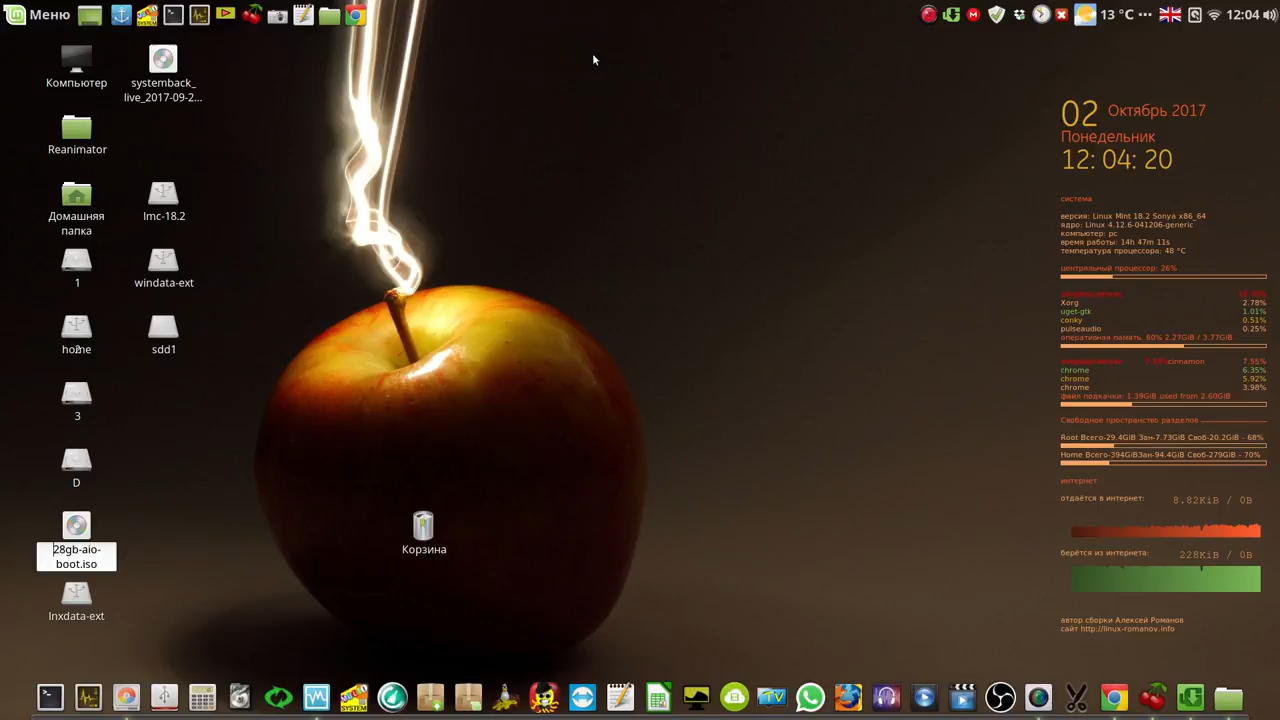 Меню
13 °C
12:04
Компьютер
systemback_
live_2017-09-2...
Reanimator
Домашняя
папка
lmc-18.2
1
windata-ext
home
sdd1
3
D
28gb-aio-
boot.iso
lnxdata-ext
Корзина
02 Октябрь 2017
Понедельник
12: 04: 20
система
версия: Linux Mint 18.2 Sonya x86_64
ядро: Linux 4.12.6-041206-generic
компьютер: pc
время работы: 14h 47m 11s
температура процессора: 48 °C
центральный процессор: 26%
Xorg 2.78%
uget-gtk 1.01%
conky 0.51%
pulseaudio 0.25%
оперативная память. 60% 2.27GiB / 3.77GiB
cinnamon 7.55%
chrome 6.35%
chrome 5.92%
chrome 3.98%
файл подкачки: 1.39GiB used from 2.60GiB
Свободное пространство разделов
Root Всего-29.4GiB Зан-7.73GiB Своб-20.2GiB - 68%
Home Всего-394GiBЗан-94.4GiB Своб-279GiB - 70%
интернет
отдаётся в интернет: 8.82KiB / 0B
берётся из интернета: 228KiB / 0B
автор сборки Алексей Романов
сайт http://linux-romanov.info